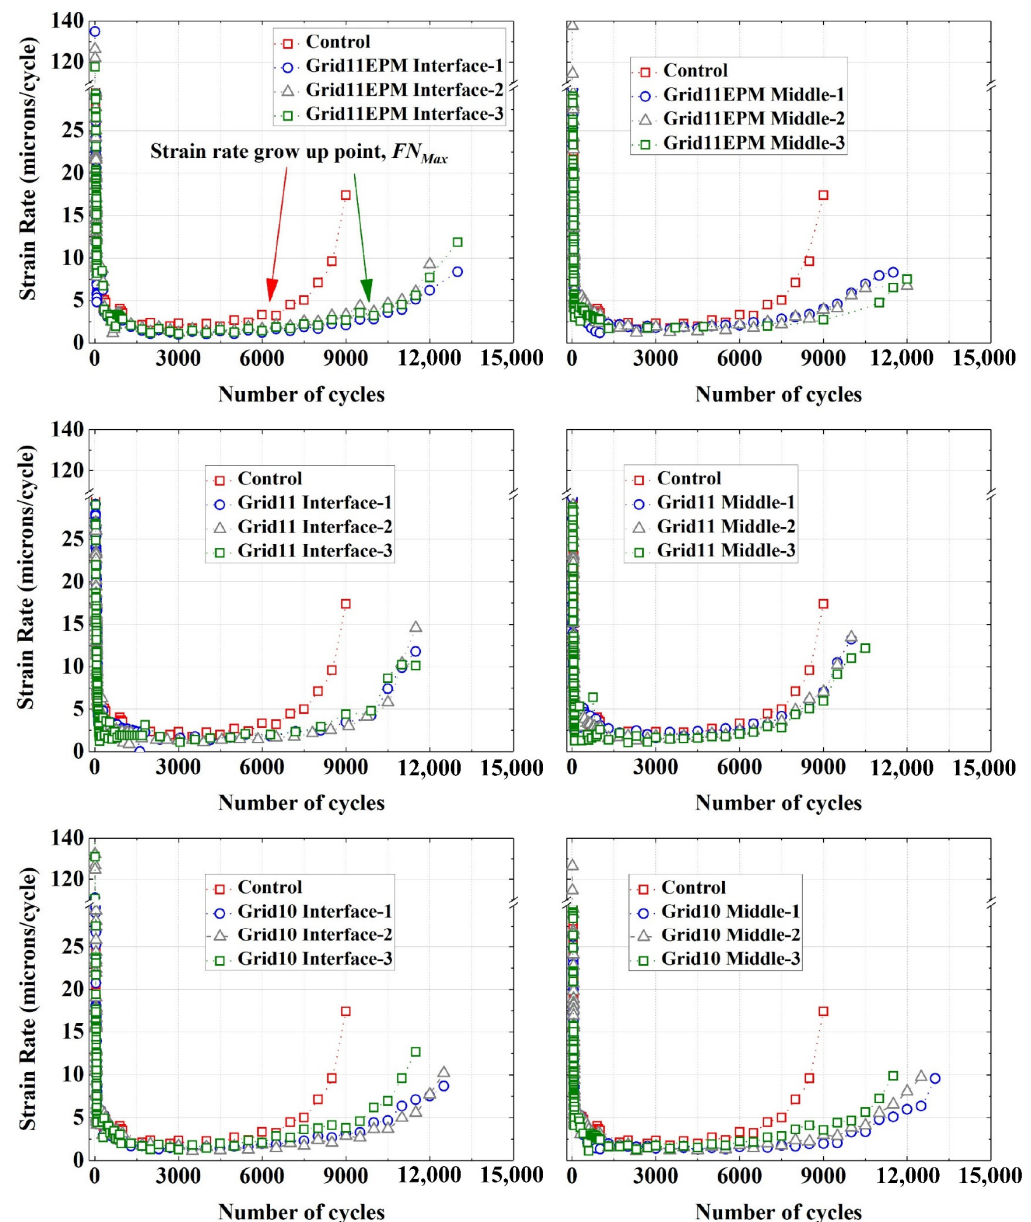 140
120
25
20
15
10
5
0
Strain Rate (microns/cycle)
Control
Grid11EPM Interface-1
Grid11EPM Interface-2
Grid11EPM Interface-3
Strain rate grow up point, FN_Max
0 3000 6000 9000 12,000 15,000
Number of cycles
Control
Grid11EPM Middle-1
Grid11EPM Middle-2
Grid11EPM Middle-3
0 3000 6000 9000 12,000 15,000
Number of cycles
140
120
25
20
15
10
5
0
Strain Rate (microns/cycle)
Control
Grid11 Interface-1
Grid11 Interface-2
Grid11 Interface-3
0 3000 6000 9000 12,000 15,000
Number of cycles
Control
Grid11 Middle-1
Grid11 Middle-2
Grid11 Middle-3
0 3000 6000 9000 12,000 15,000
Number of cycles
140
120
25
20
15
10
5
0
Strain Rate (microns/cycle)
Control
Grid10 Interface-1
Grid10 Interface-2
Grid10 Interface-3
0 3000 6000 9000 12,000 15,000
Number of cycles
Control
Grid10 Middle-1
Grid10 Middle-2
Grid10 Middle-3
0 3000 6000 9000 12,000 15,000
Number of cycles